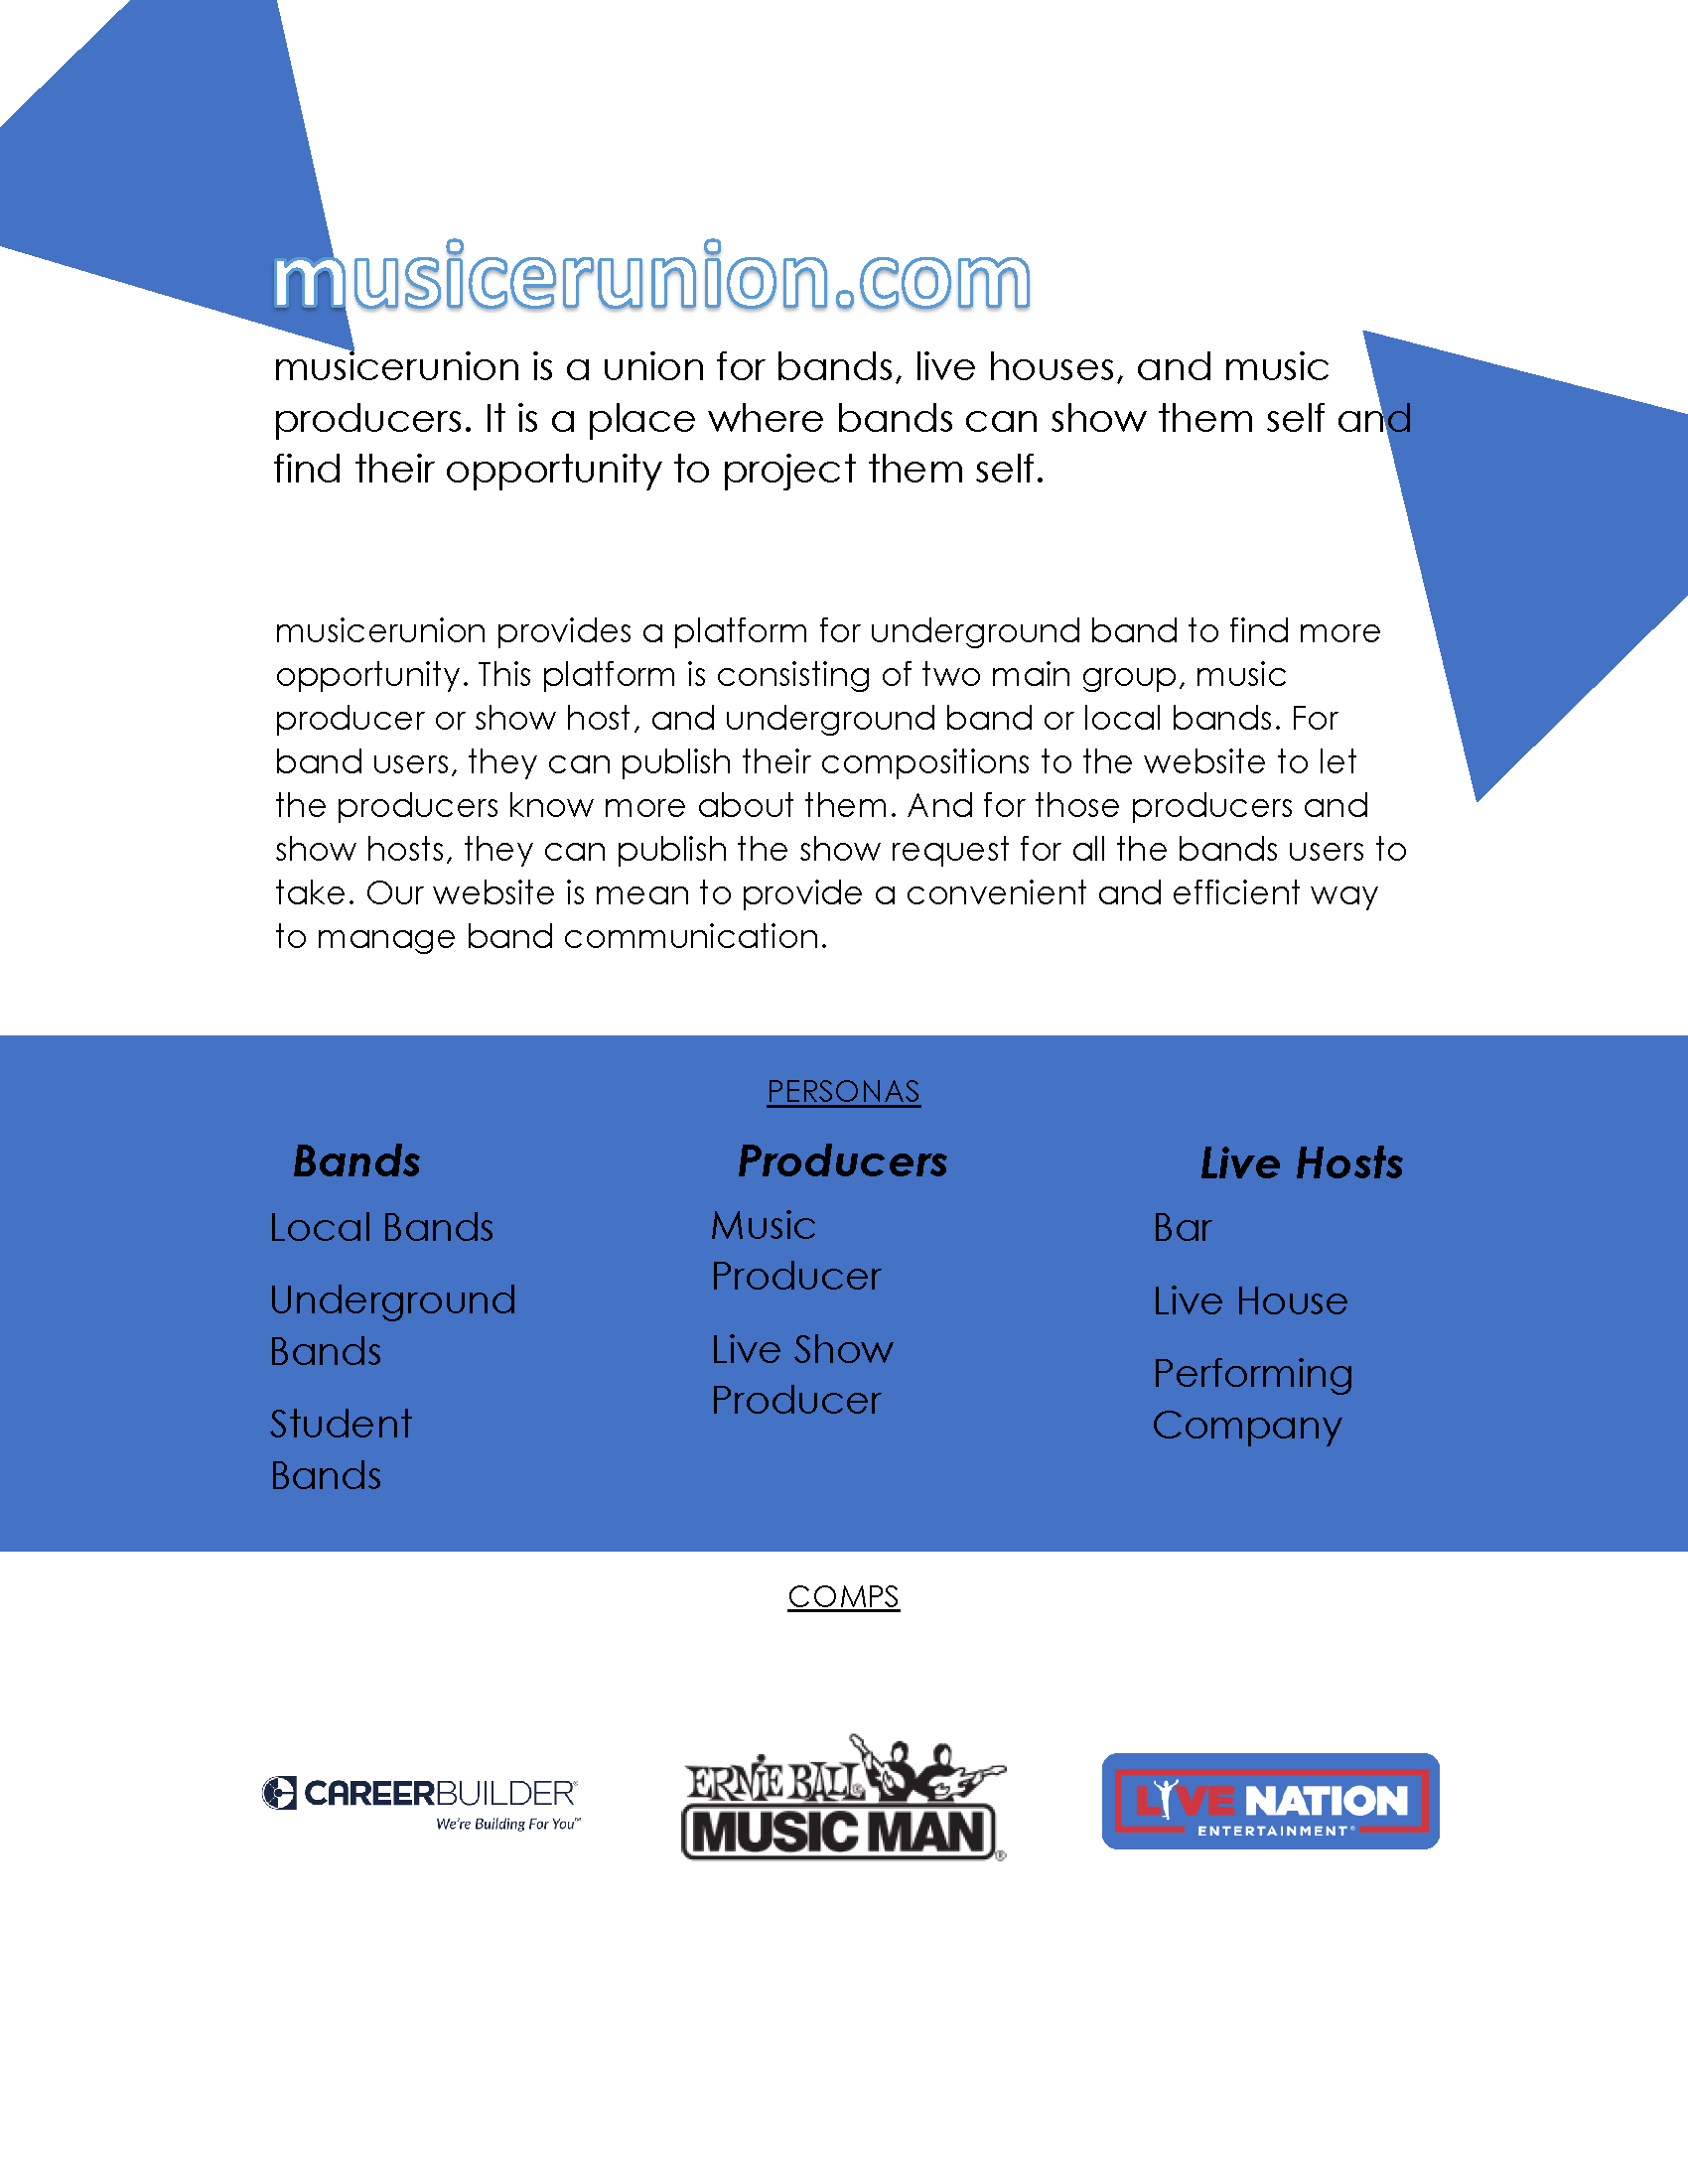 musicerunion.com
musicerunion is a union for bands, live houses, and music
producers. It is a place where bands can show them self and
find their opportunity to project them self.
musicerunion provides a platform for underground band to find more
opportunity. This platform is consisting of two main group, music
producer or show host, and underground band or local bands. For
band users, they can publish their compositions to the website to let
the producers know more about them. And for those producers and
show hosts, they can publish the show request for all the bands users to
take. Our website is mean to provide a convenient and efficient way
to manage band communication.
PERSONAS
Bands
Local Bands
Underground
Bands
Student
Bands
Producers
Music
Producer
Live Show
Producer
Live Hosts
Bar
Live House
Performing
Company
COMPS
CAREERBUILDER®
We're Building For You™
ERNIE BALL®
MUSIC MAN®
LIVE NATION
ENTERTAINMENT®